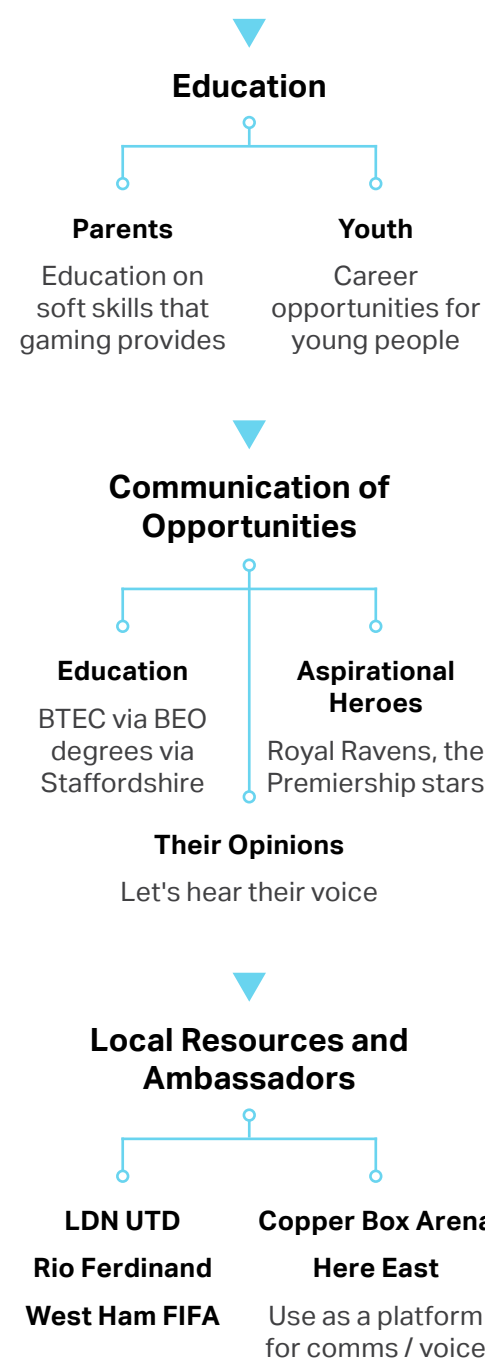 Education
Parents
Education on
soft skills that
gaming provides
Youth
Career
opportunities for
young people
Communication of
Opportunities
Education
BTEC via BEO
degrees via
Staffordshire
Aspirational
Heroes
Royal Ravens, the
Premiership stars
Their Opinions
Let's hear their voice
Local Resources and
Ambassadors
LDN UTD
Rio Ferdinand
West Ham FIFA
Copper Box Arena
Here East
Use as a platform
for comms / voice